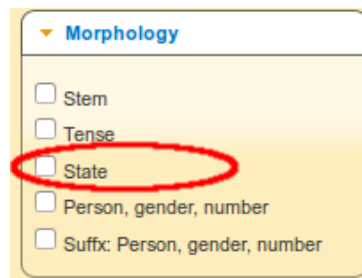 Morphology
Stem
Tense
State
Person, gender, number
Suffx: Person, gender, number